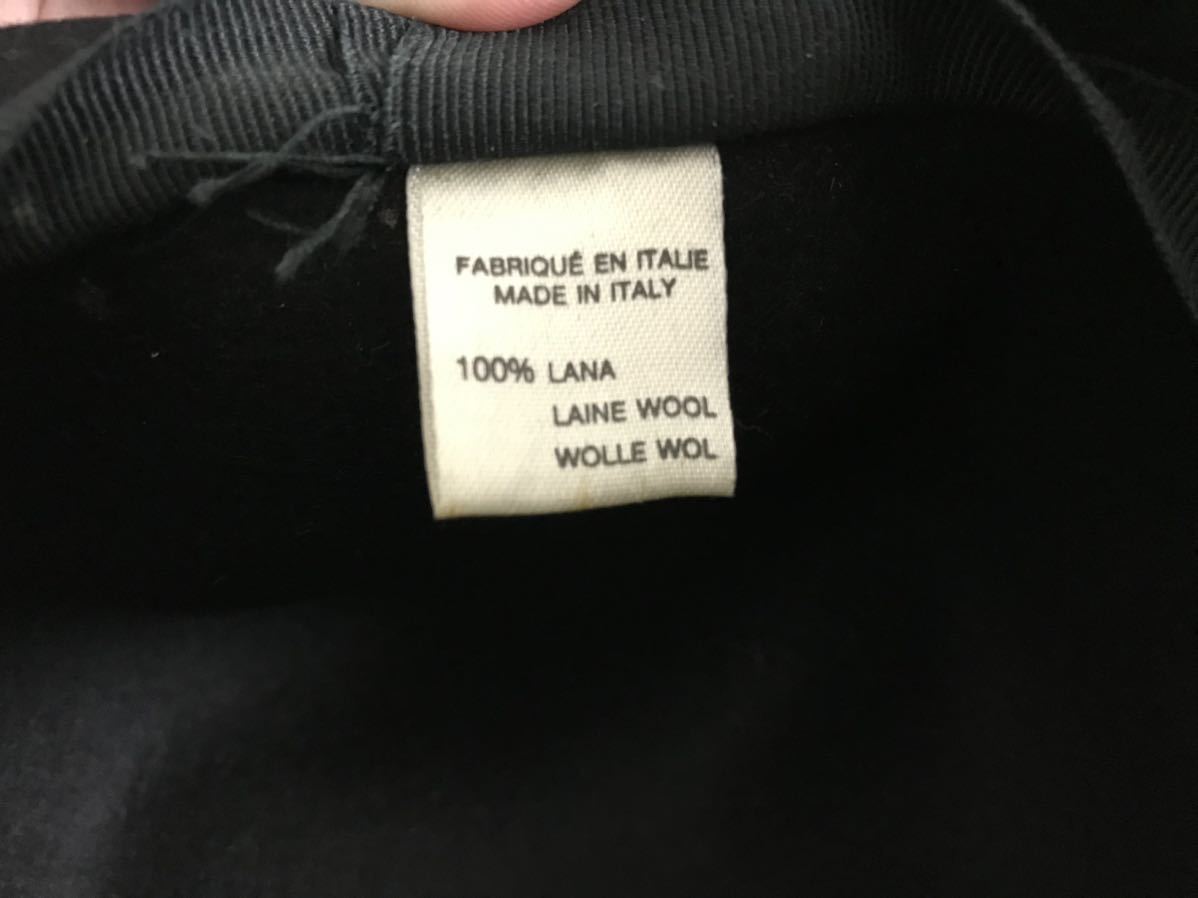 FABRIQUÉ EN ITALIE
MADE IN ITALY
100% LANA
LAINE WOOL
WOLLE WOL